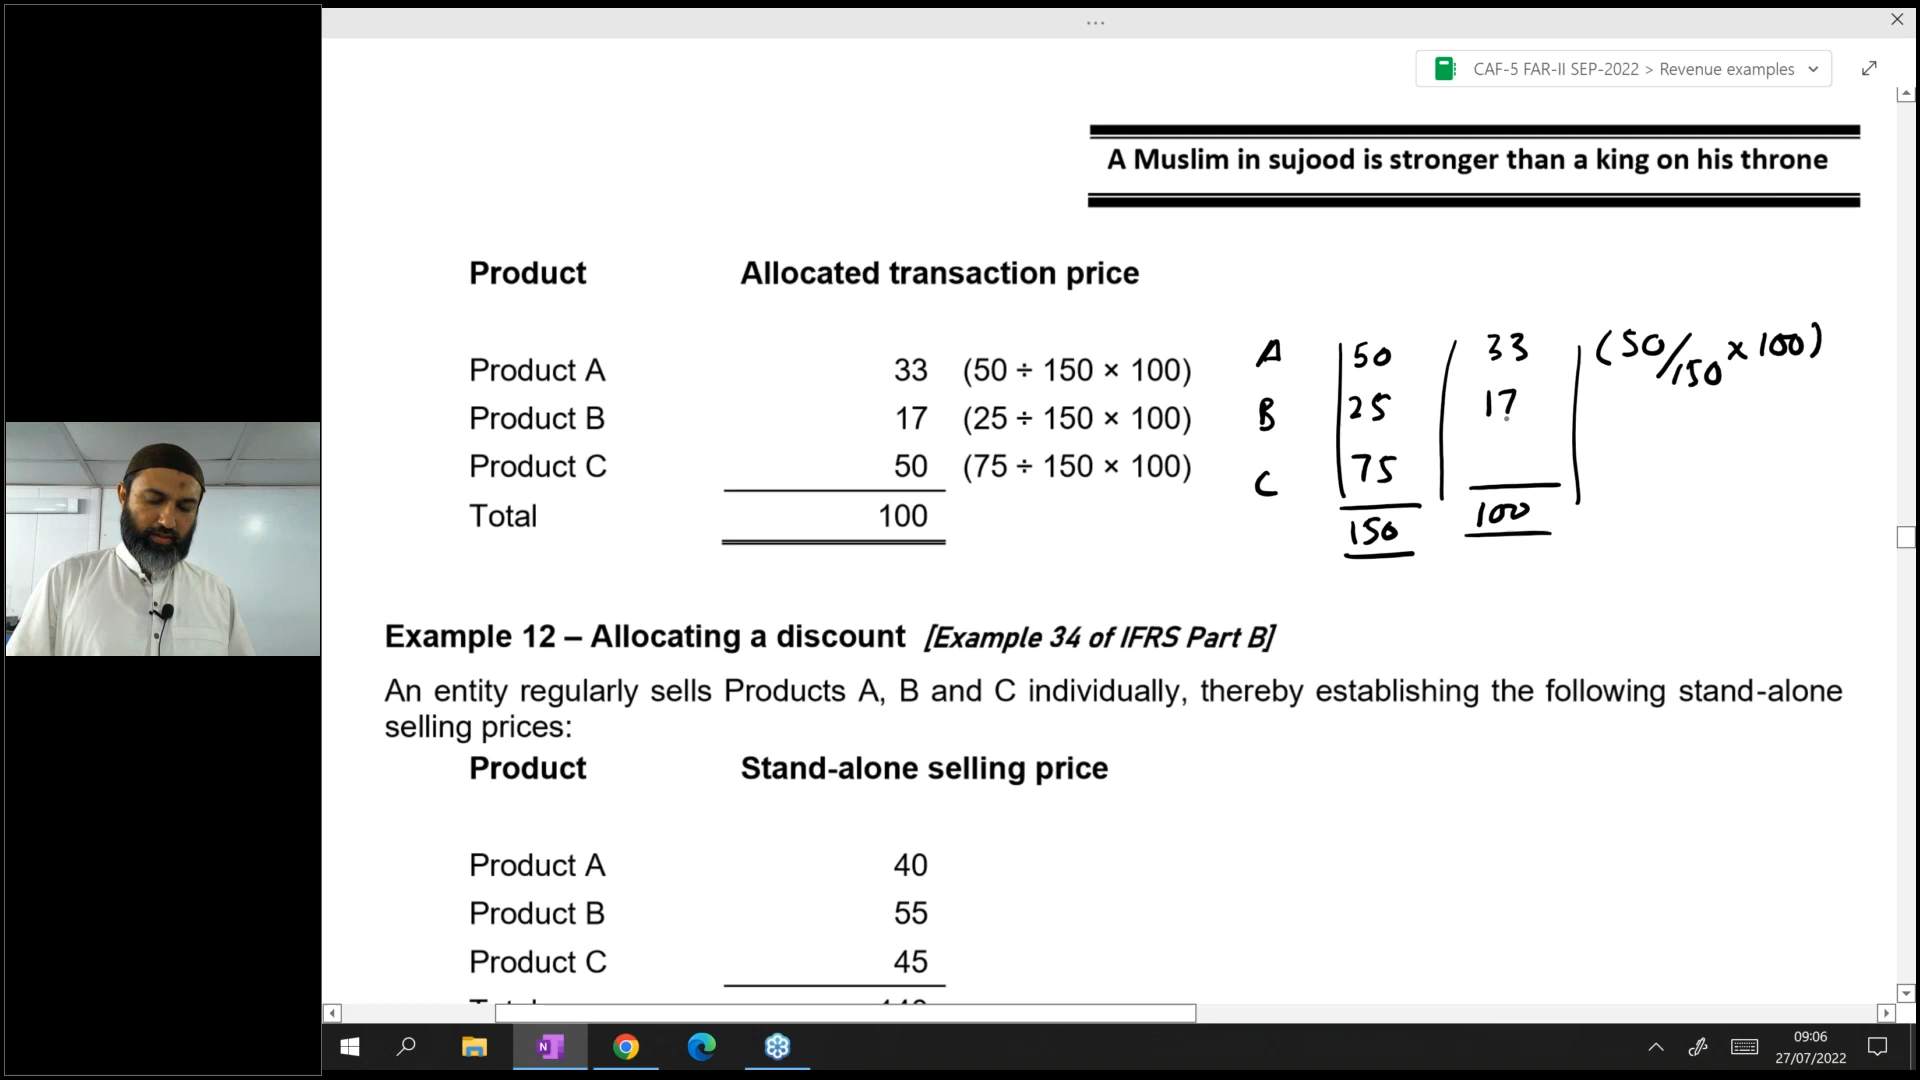 CAF-5 FAR-II SEP-2022 > Revenue examples
A Muslim in sujood is stronger than a king on his throne
Product Allocated transaction price
Product A 33 (50 ÷ 150 × 100)
Product B 17 (25 ÷ 150 × 100)
Product C 50 (75 ÷ 150 × 100)
Total 100
A 50 33 (50/150 × 100)
B 25 17
C 75
150 100
Example 12 – Allocating a discount [Example 34 of IFRS Part B]
An entity regularly sells Products A, B and C individually, thereby establishing the following stand-alone
selling prices:
Product Stand-alone selling price
Product A 40
Product B 55
Product C 45
09:06
27/07/2022